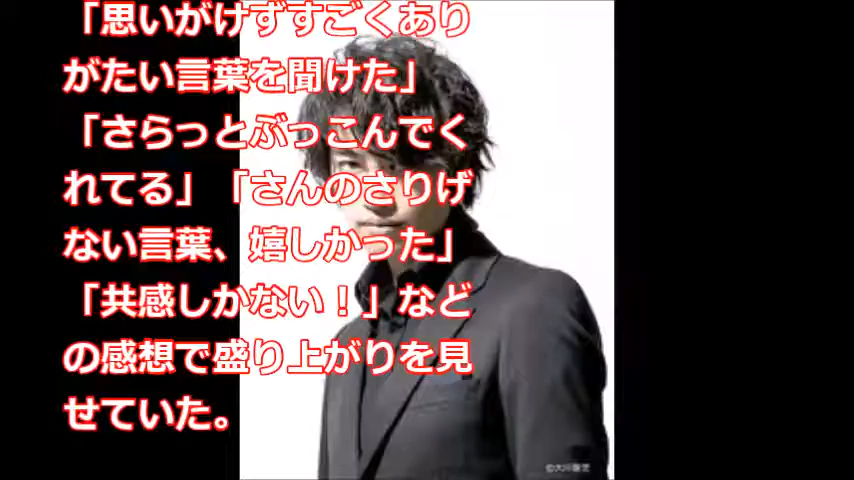 「思いがけずすごくあり
がたい言葉を聞けた」
「さらっとぶっこんでく
れてる」「さんのさりげ
ない言葉、嬉しかった」
「共感しかない！」など
の感想で盛り上がりを見
せていた。